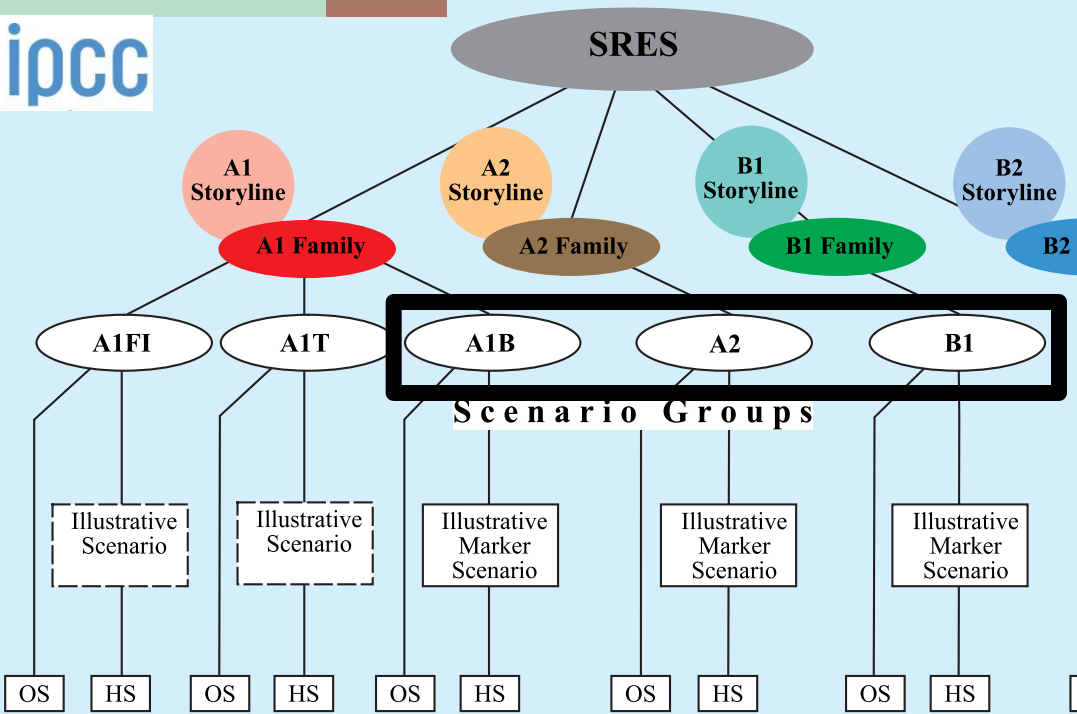 ipcc
SRES
A1
Storyline
A2
Storyline
B1
Storyline
B2
Storyline
A1 Family
A2 Family
B1 Family
B2
A1FI
A1T
A1B
A2
B1
Scenario Groups
Illustrative
Scenario
Illustrative
Scenario
Illustrative
Marker
Scenario
Illustrative
Marker
Scenario
Illustrative
Marker
Scenario
OS
HS
OS
HS
OS
HS
OS
HS
OS
HS